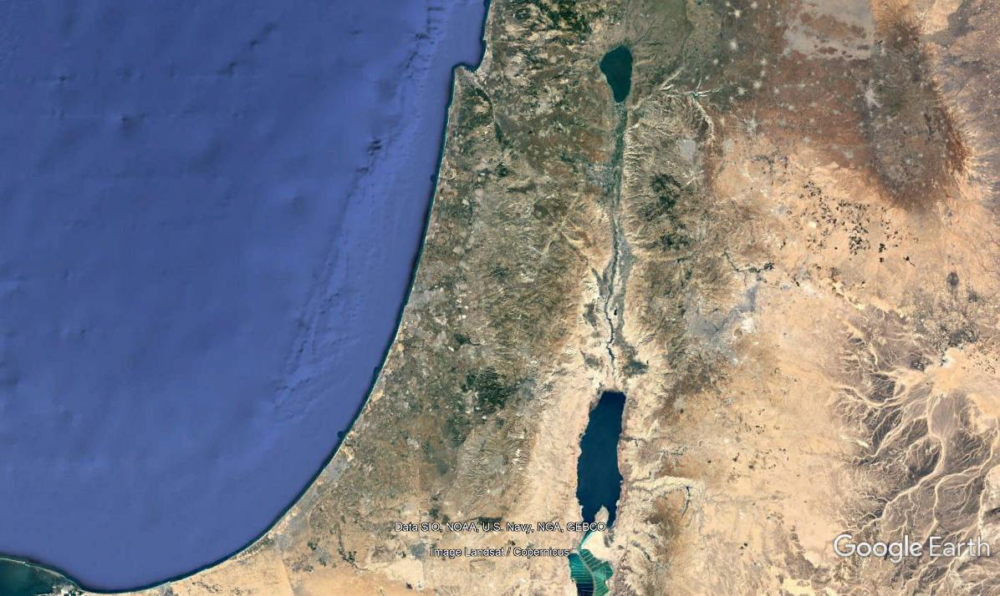 Data SIO, NOAA, U.S. Navy, NGA, GEBCO
Image Landsat / Copernicus
Google Earth